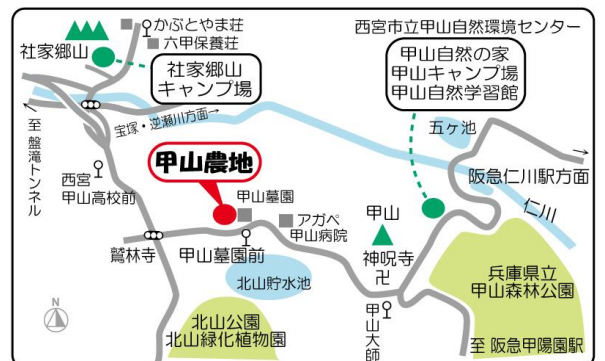 かぶとやま荘
六甲保養荘
社家郷山
社家郷山
キャンプ場
西宮市立甲山自然環境センター
甲山自然の家
甲山キャンプ場
甲山自然学習館
至 盤滝トンネル
宝塚・逆瀬川方面→
五ヶ池
→
阪急仁川駅方面
仁川
西宮
甲山高校前
甲山農地
甲山墓園
アガペ
甲山病院
甲山
神呪寺
卍
鷲林寺
甲山墓園前
北山貯水池
兵庫県立
甲山森林公園
N
北山公園
北山緑化植物園
甲山大師
至 阪急甲陽園駅